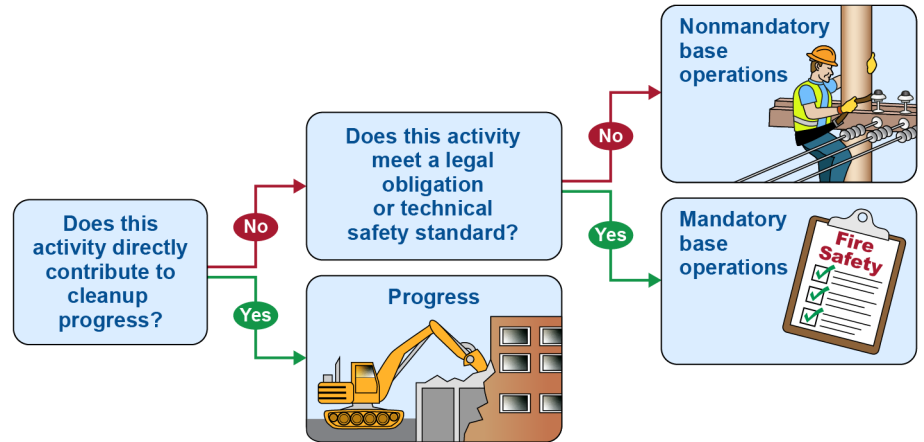 Does this
activity directly
contribute to
cleanup
progress?
No
Yes
Does this activity
meet a legal
obligation
or technical
safety standard?
No
Yes
Progress
Nonmandatory
base
operations
Mandatory
base
operations
Fire
Safety